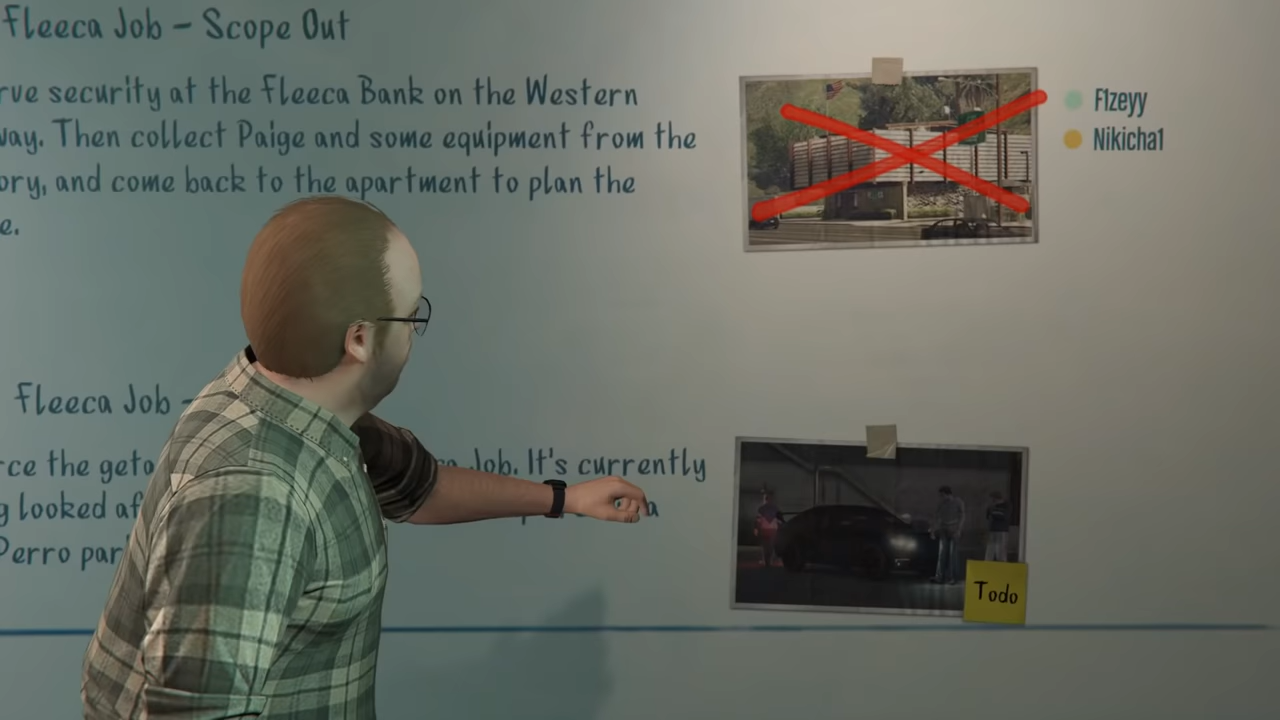 Fleeca Job - Scope Out
rve security at the Fleeca Bank on the Western
way. Then collect Paige and some equipment from the
ory, and come back to the apartment to plan the
e.
F1zeyy
Nikicha1
Fleeca Job -
rce the geta
Job. It's currently
g looked af
a
Perro par
Todo